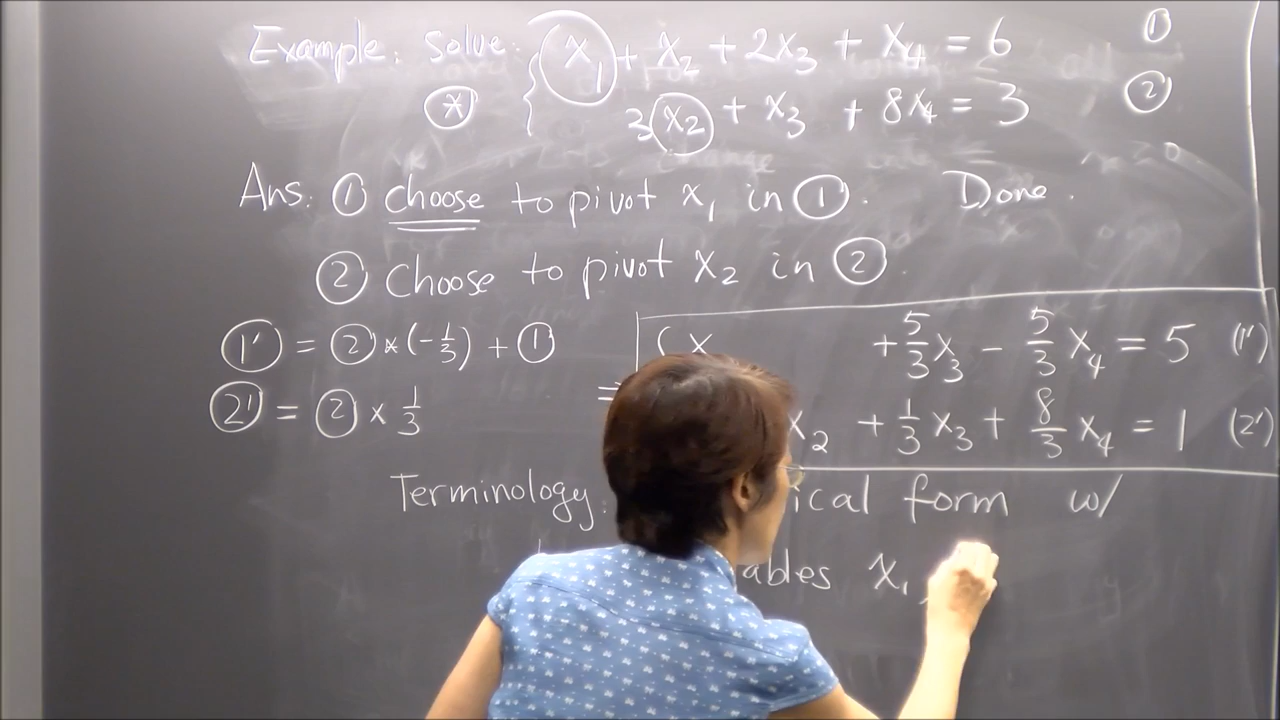 Example: solve: { x₁ + x₂ + 2x₃ + x₄ = 6 ①
(*) 3x₂ + x₃ + 8x₄ = 3 ②
Ans: ① choose to pivot x₁ in ①. Done.
② Choose to pivot x₂ in ②.
①' = ② * (-1/3) + ① ( x + 5/3 x₃ - 5/3 x₄ = 5 (1')
②' = ② × 1/3 ⇒ x₂ + 1/3 x₃ + 8/3 x₄ = 1 (2')
Terminology: ical form w/
ables x₁,